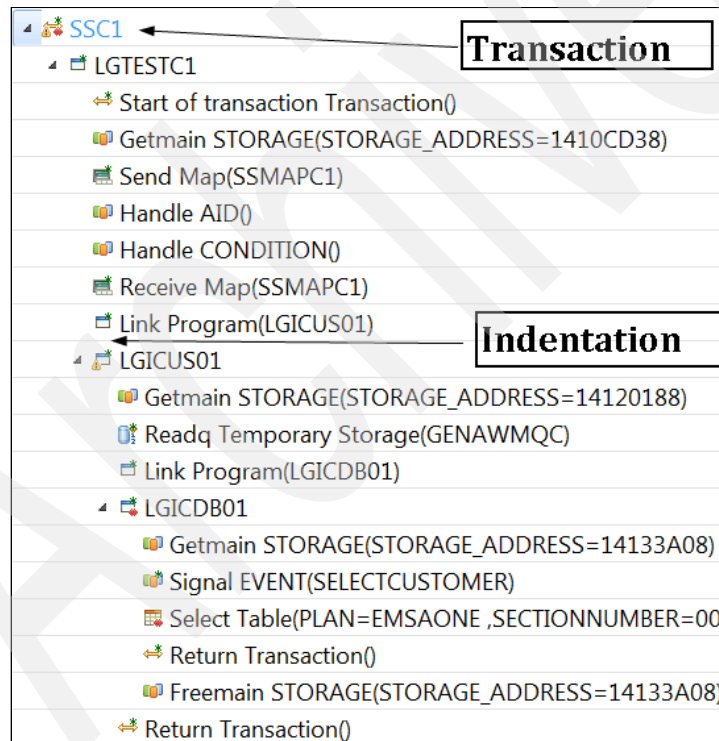 SSC1
Transaction
LGTESTC1
Start of transaction Transaction()
Getmain STORAGE(STORAGE_ADDRESS=1410CD38)
Send Map(SSMAPC1)
Handle AID()
Handle CONDITION()
Receive Map(SSMAPC1)
Link Program(LGICUS01)
Indentation
LGICUS01
Getmain STORAGE(STORAGE_ADDRESS=14120188)
Readq Temporary Storage(GENAWMQC)
Link Program(LGICDB01)
LGICDB01
Getmain STORAGE(STORAGE_ADDRESS=14133A08)
Signal EVENT(SELECTCUSTOMER)
Select Table(PLAN=EMSAONE ,SECTIONNUMBER=00
Return Transaction()
Freemain STORAGE(STORAGE_ADDRESS=14133A08)
Return Transaction()